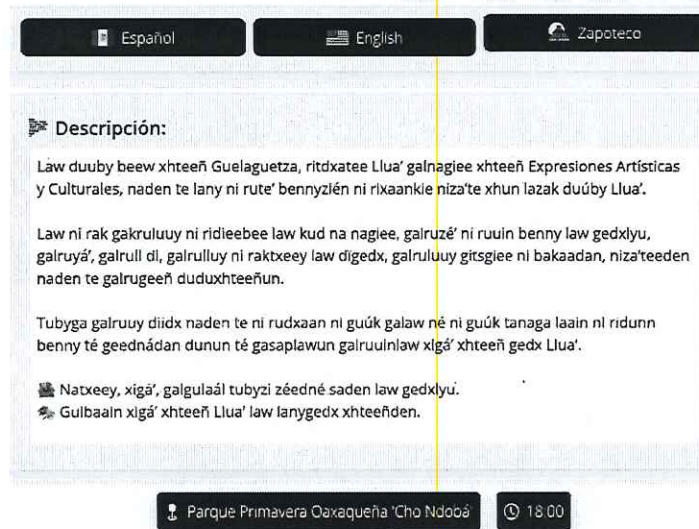 Español
English
Zapoteco
Descripción:
Law duuby beew xhteeñ Guelaguetza, ritdxatee Llua’ galnagiee xhteeñ Expresiones Artísticas
y Culturales, naden te lany ni rute’ bennyzién ni rixaankie niza’te xhun lazak duúby Llua’.
Law ni rak gakruluuy ni ridieebee law kud na nagiee, galruzé’ ni ruuin benny law gedxlyu,
galruyá’, galrull di, galrulluy ni raktxeey law dìgedx, galruluuy gitsgiee ni bakaadan, niza’teeden
naden te galrugeeñ duduxhteeñun.
Tubyga galruuy diidx naden te ni rudxaan ni guúk galaw né ni guúk tanaga laain ni ridunn
benny té geednádan dunun té gasaplawun galruuinlaw xigá’ xhteeñ gedx Llua’.
Natxeey, xigá’, galgulaál tubyzi zéedné saden law gedxlyu.
Guibaain xigá’ xhteeñ Llua’ law lanygedx xhteeñden.
Parque Primavera Oaxaqueña 'Cho Ndobá'
18:00